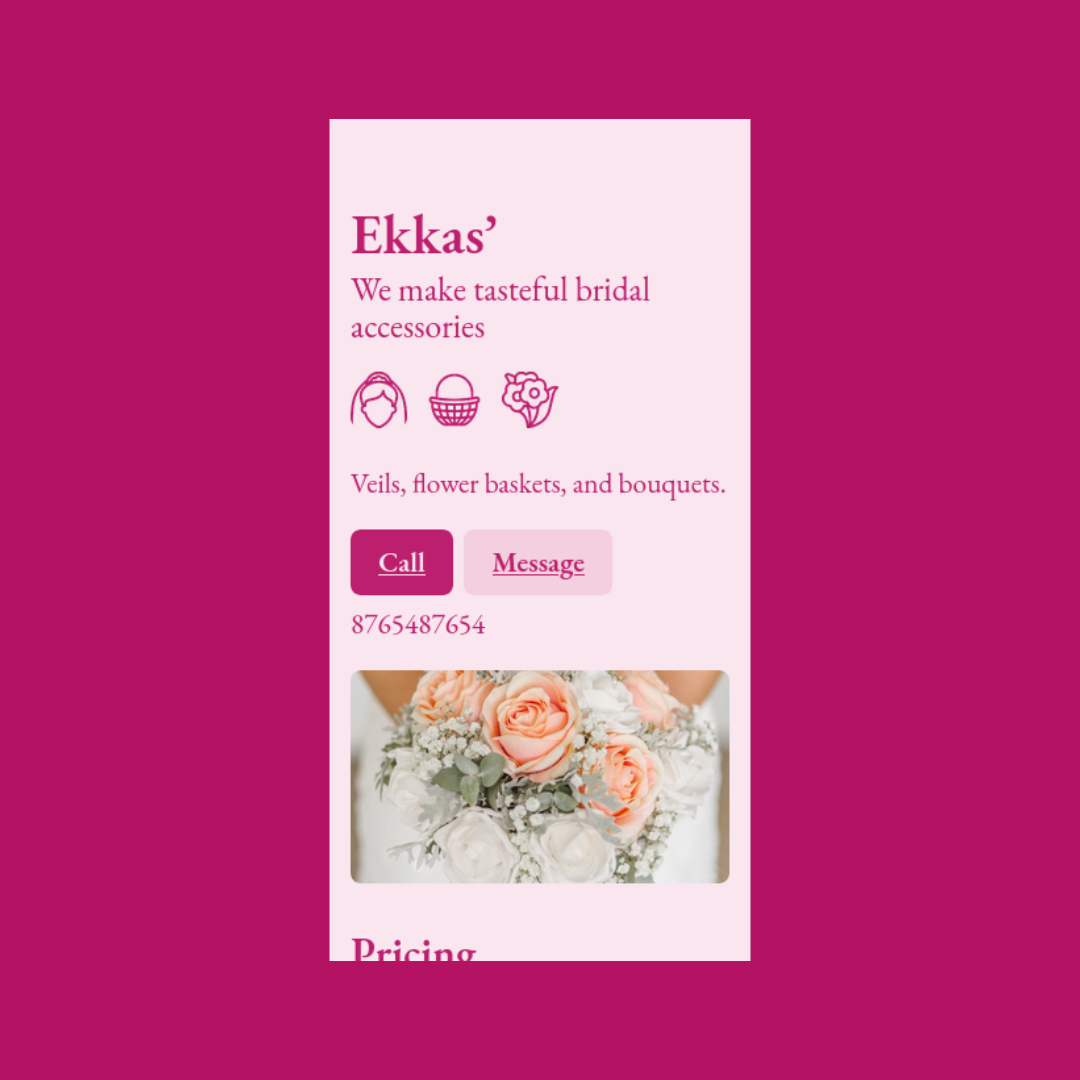 Ekkas’
We make tasteful bridal
accessories
Veils, flower baskets, and bouquets.
Call
Message
8765487654
Pricing